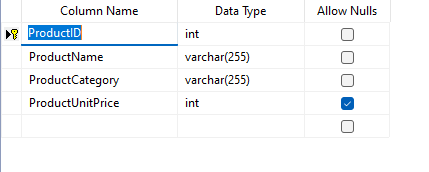 Column Name Data Type Allow Nulls
ProductID int
ProductName varchar(255)
ProductCategory varchar(255)
ProductUnitPrice int